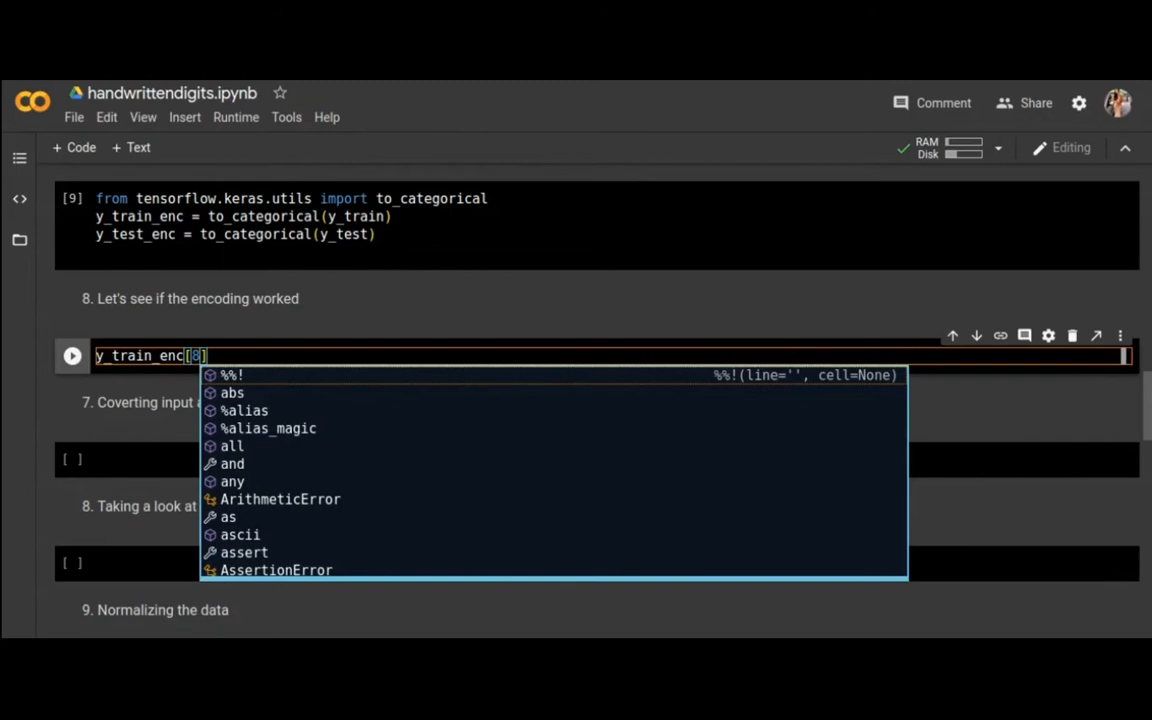 handwrittendigits.ipynb
File Edit View Insert Runtime Tools Help
Comment Share
+ Code + Text
RAM
Disk
Editing
[9] from tensorflow.keras.utils import to_categorical
y_train_enc = to_categorical(y_train)
y_test_enc = to_categorical(y_test)
8. Let's see if the encoding worked
y_train_enc[8]
%%! %%!(line='', cell=None)
abs
%alias
%alias_magic
all
and
any
ArithmeticError
as
ascii
assert
AssertionError
7. Coverting input
[ ]
8. Taking a look at
[ ]
9. Normalizing the data